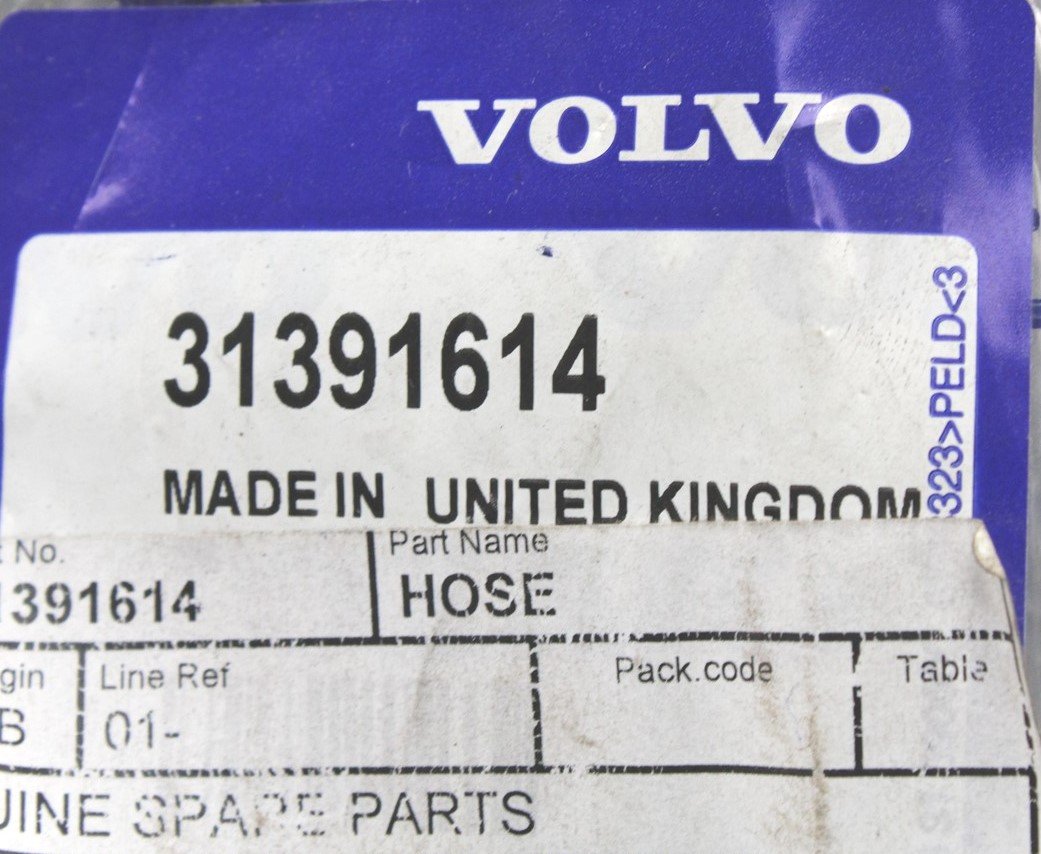 VOLVO
31391614
MADE IN UNITED KINGDOM
323>PELD<3
t No.
Part Name
1391614
HOSE
gin
Line Ref
Pack.code
Table
B
01-
UINE SPARE PARTS